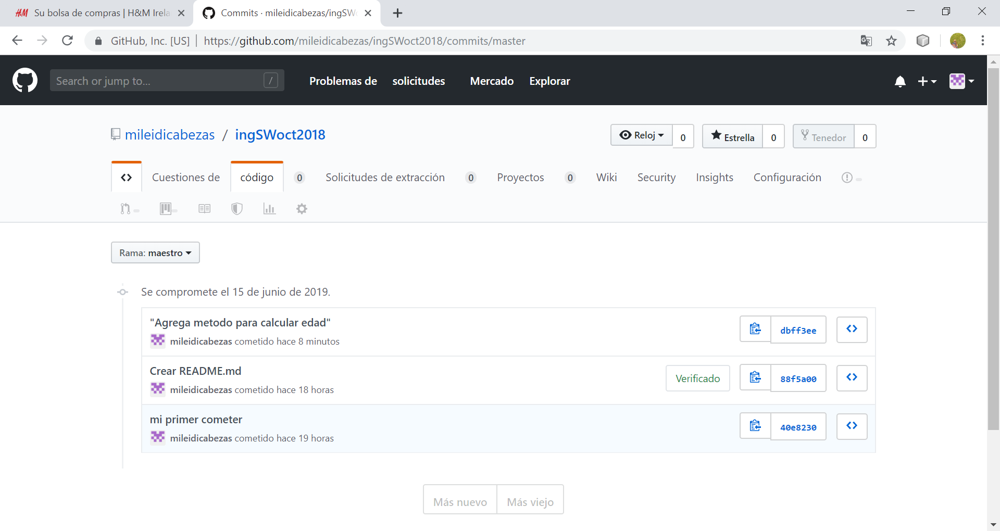 H&M Su bolsa de compras | H&M Irela
Commits · mileidicabezas/ingSW
GitHub, Inc. [US] | https://github.com/mileidicabezas/ingSWoct2018/commits/master
Search or jump to... /
Problemas de solicitudes Mercado Explorar
mileidicabezas / ingSWoct2018
Reloj 0 Estrella 0 Tenedor 0
Cuestiones de código 0 Solicitudes de extracción 0 Proyectos 0 Wiki Security Insights Configuración
Rama: maestro
Se compromete el 15 de junio de 2019.
"Agrega metodo para calcular edad"
mileidicabezas cometido hace 8 minutos
dbff3ee
Crear README.md
mileidicabezas cometido hace 18 horas
Verificado 88f5a00
mi primer cometer
mileidicabezas cometido hace 19 horas
40e8230
Más nuevo Más viejo